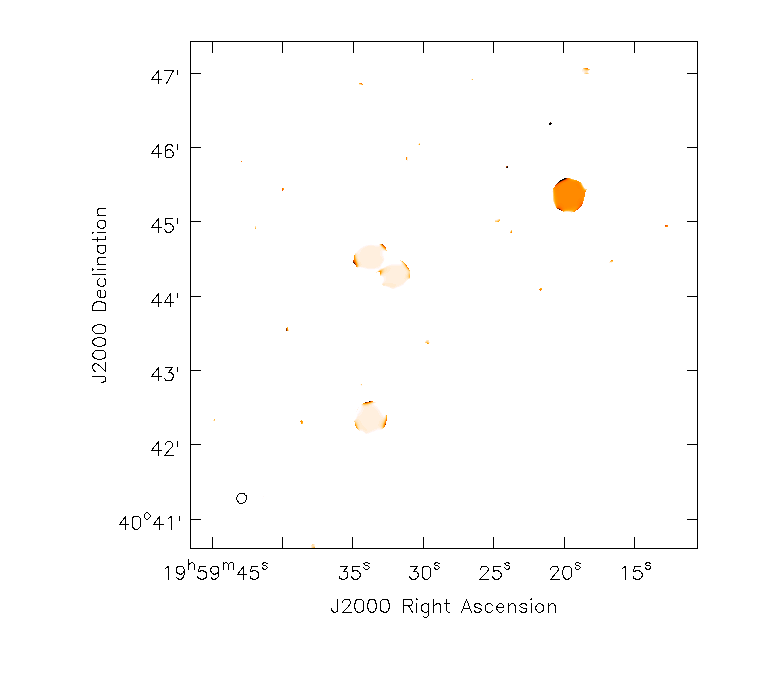 47'
46'
45'
44'
43'
42'
40°41'
J2000 Declination
19ʰ59ᵐ45ˢ 35ˢ 30ˢ 25ˢ 20ˢ 15ˢ
J2000 Right Ascension